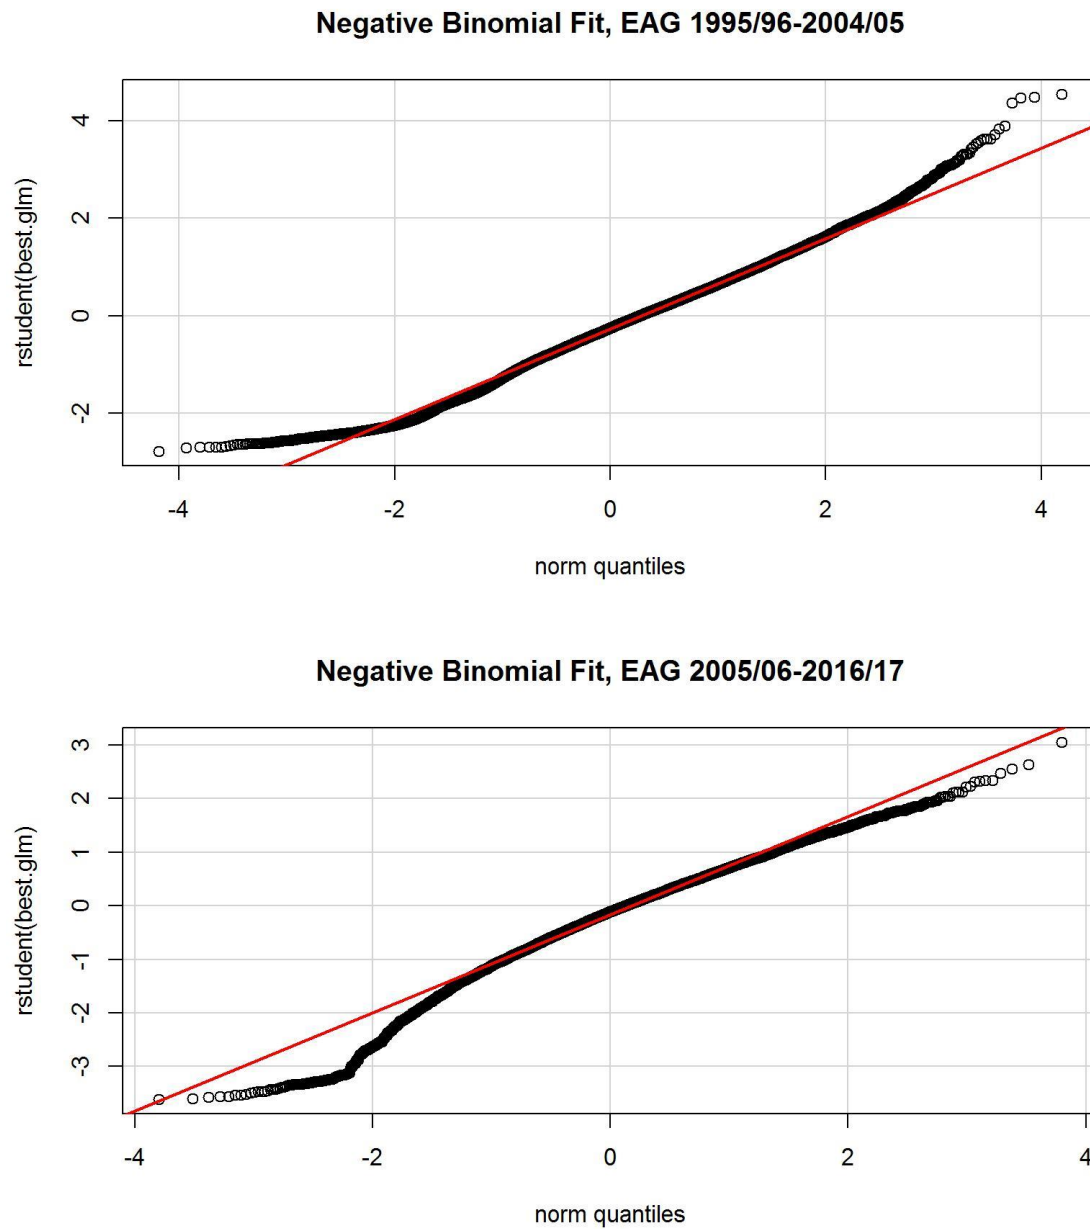 Negative Binomial Fit, EAG 1995/96-2004/05
rstudent(best.glm)
4
2
0
-2
-4 -2 0 2 4
norm quantiles
Negative Binomial Fit, EAG 2005/06-2016/17
rstudent(best.glm)
3
2
1
0
-1
-2
-3
-4 -2 0 2 4
norm quantiles